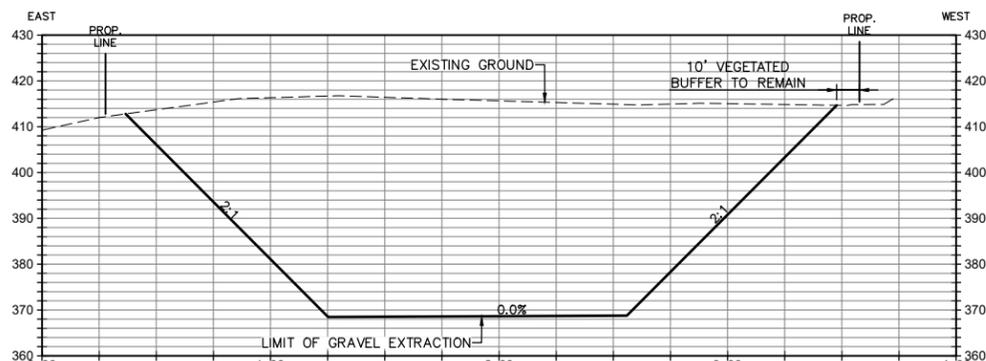 EAST
WEST
PROP.
LINE
PROP.
LINE
430
430
EXISTING GROUND
10' VEGETATED
BUFFER TO REMAIN
420
420
410
410
400
400
390
390
2:1
2:1
380
380
370
370
0.0%
LIMIT OF GRAVEL EXTRACTION
360
360